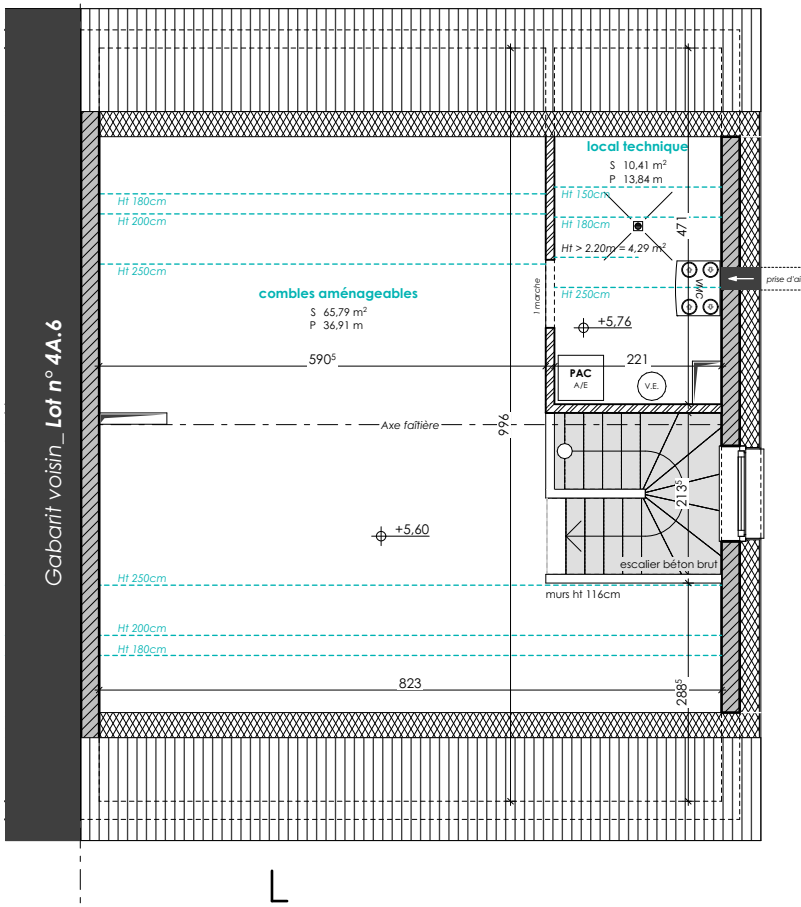 local technique
S 10,41 m²
P 13,84 m
Ht 180cm
Ht 200cm
Ht 250cm
Ht 150cm
Ht 180cm
471
Ht > 2.20m = 4,29 m²
Ht 250cm
VMC
prise d'ai
1 marche
combles aménageables
S 65,79 m²
P 36,91 m
+5,76
590⁵
221
PAC
A/E
V.E.
Gabarit voisin_ Lot n° 4A.6
Axe faîtière
996
213⁵
+5,60
escalier béton brut
Ht 250cm
murs ht 116cm
Ht 200cm
Ht 180cm
823
288⁵